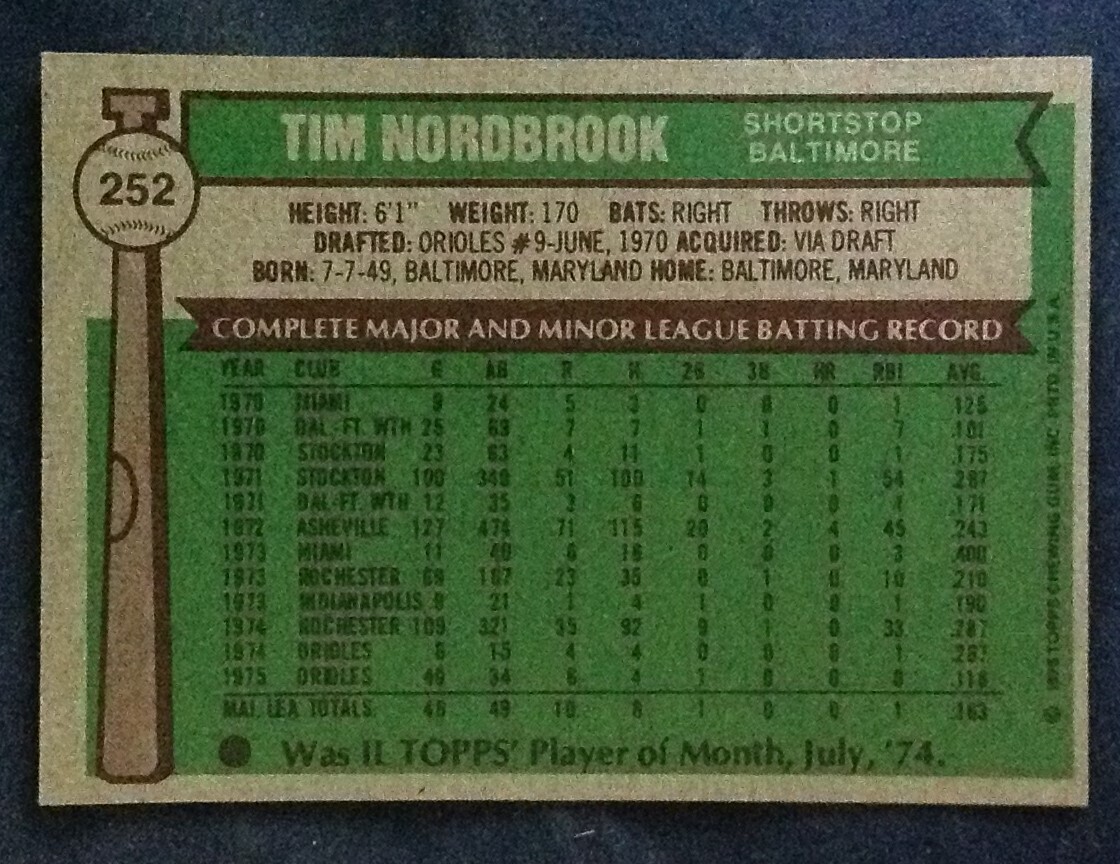 252
TIM NORDBROOK
SHORTSTOP
BALTIMORE
HEIGHT: 6'1" WEIGHT: 170 BATS: RIGHT THROWS: RIGHT
DRAFTED: ORIOLES #9-JUNE, 1970 ACQUIRED: VIA DRAFT
BORN: 7-7-49, BALTIMORE, MARYLAND HOME: BALTIMORE, MARYLAND
COMPLETE MAJOR AND MINOR LEAGUE BATTING RECORD
YEAR CLUB G AB R H 2B 3B HR RBI AVG.
1970 MIAMI 24 5 3 0 0 0 1 .125
1970 DAL-FT. WTH 25 69 7 7 1 1 0 7 .101
1970 STOCKTON 23 63 4 11 1 0 0 1 .175
1971 STOCKTON 100 51 100 14 3 1 54 .287
1971 DAL-FT. WTH 12 35 3 6 0 0 0 .171
1972 ASHEVILLE 127 474 71 115 20 2 4 45 .243
1973 MIAMI 11 40 6 16 0 0 0 3 .400
1973 ROCHESTER 23 35 1 0 10 .210
1973 INDIANAPOLIS 21 1 4 1 0 0 1 .190
1974 ROCHESTER 109 321 92 1 0 33 .287
1974 ORIOLES 6 15 4 4 0 0 0 1 .267
1975 ORIOLES 40 34 6 4 1 0 0 0 .118
MAJ. LEA. TOTALS 46 49 10 8 1 0 0 1 .163
Was IL TOPPS' Player of Month, July, '74.
© 1976 TOPPS CHEWING GUM, INC. PRTD. IN U.S.A.